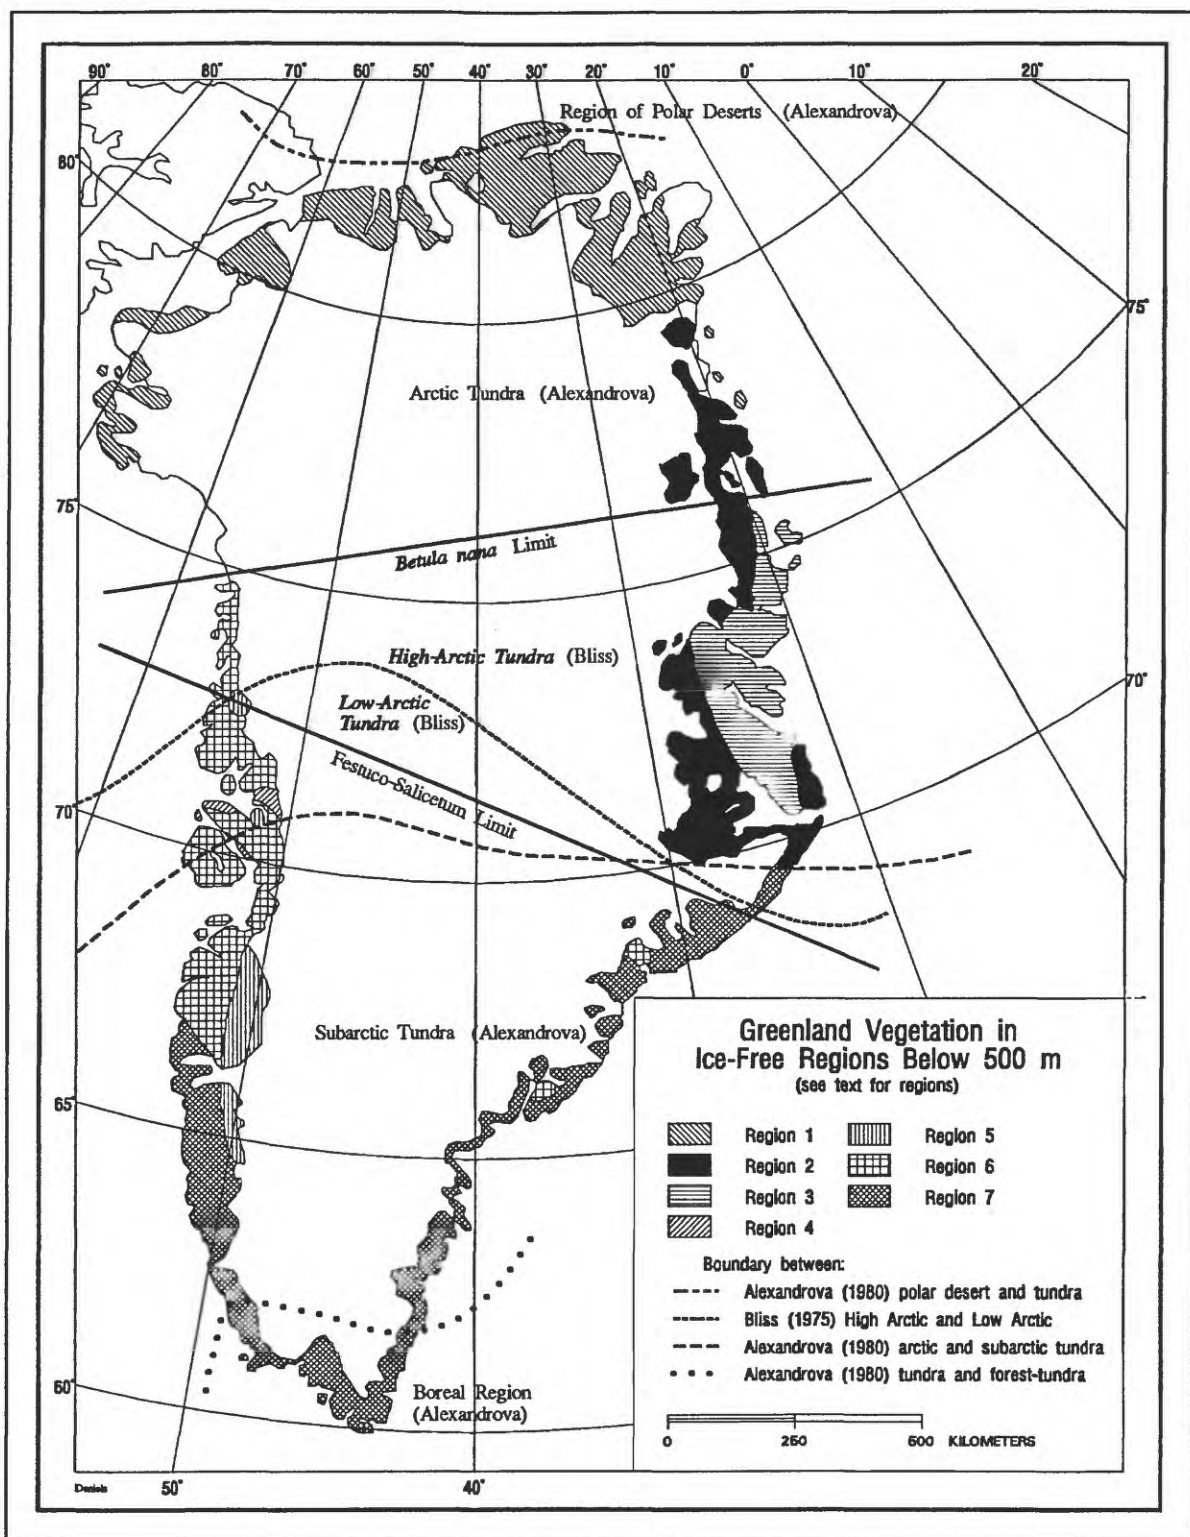 90° 80° 70° 60° 50° 40° 30° 20° 10° 0° 10° 20°
Region of Polar Deserts (Alexandrova)
80°
75°
Arctic Tundra (Alexandrova)
75°
Betula nana Limit
High-Arctic Tundra (Bliss)
70°
Low-Arctic
Tundra (Bliss)
Festuco-Salicetum Limit
70°
Subarctic Tundra (Alexandrova)
65°
Greenland Vegetation in
Ice-Free Regions Below 500 m
(see text for regions)
Region 1
Region 2
Region 3
Region 4
Region 5
Region 6
Region 7
Boundary between:
Alexandrova (1980) polar desert and tundra
Bliss (1975) High Arctic and Low Arctic
Alexandrova (1980) arctic and subarctic tundra
Alexandrova (1980) tundra and forest-tundra
0 250 500 KILOMETERS
60°
Boreal Region
(Alexandrova)
Daniels
50° 40°